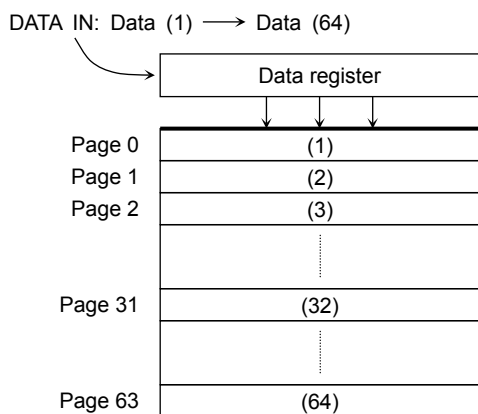 DATA IN: Data (1) → Data (64)
Data register
Page 0 (1)
Page 1 (2)
Page 2 (3)
Page 31 (32)
Page 63 (64)